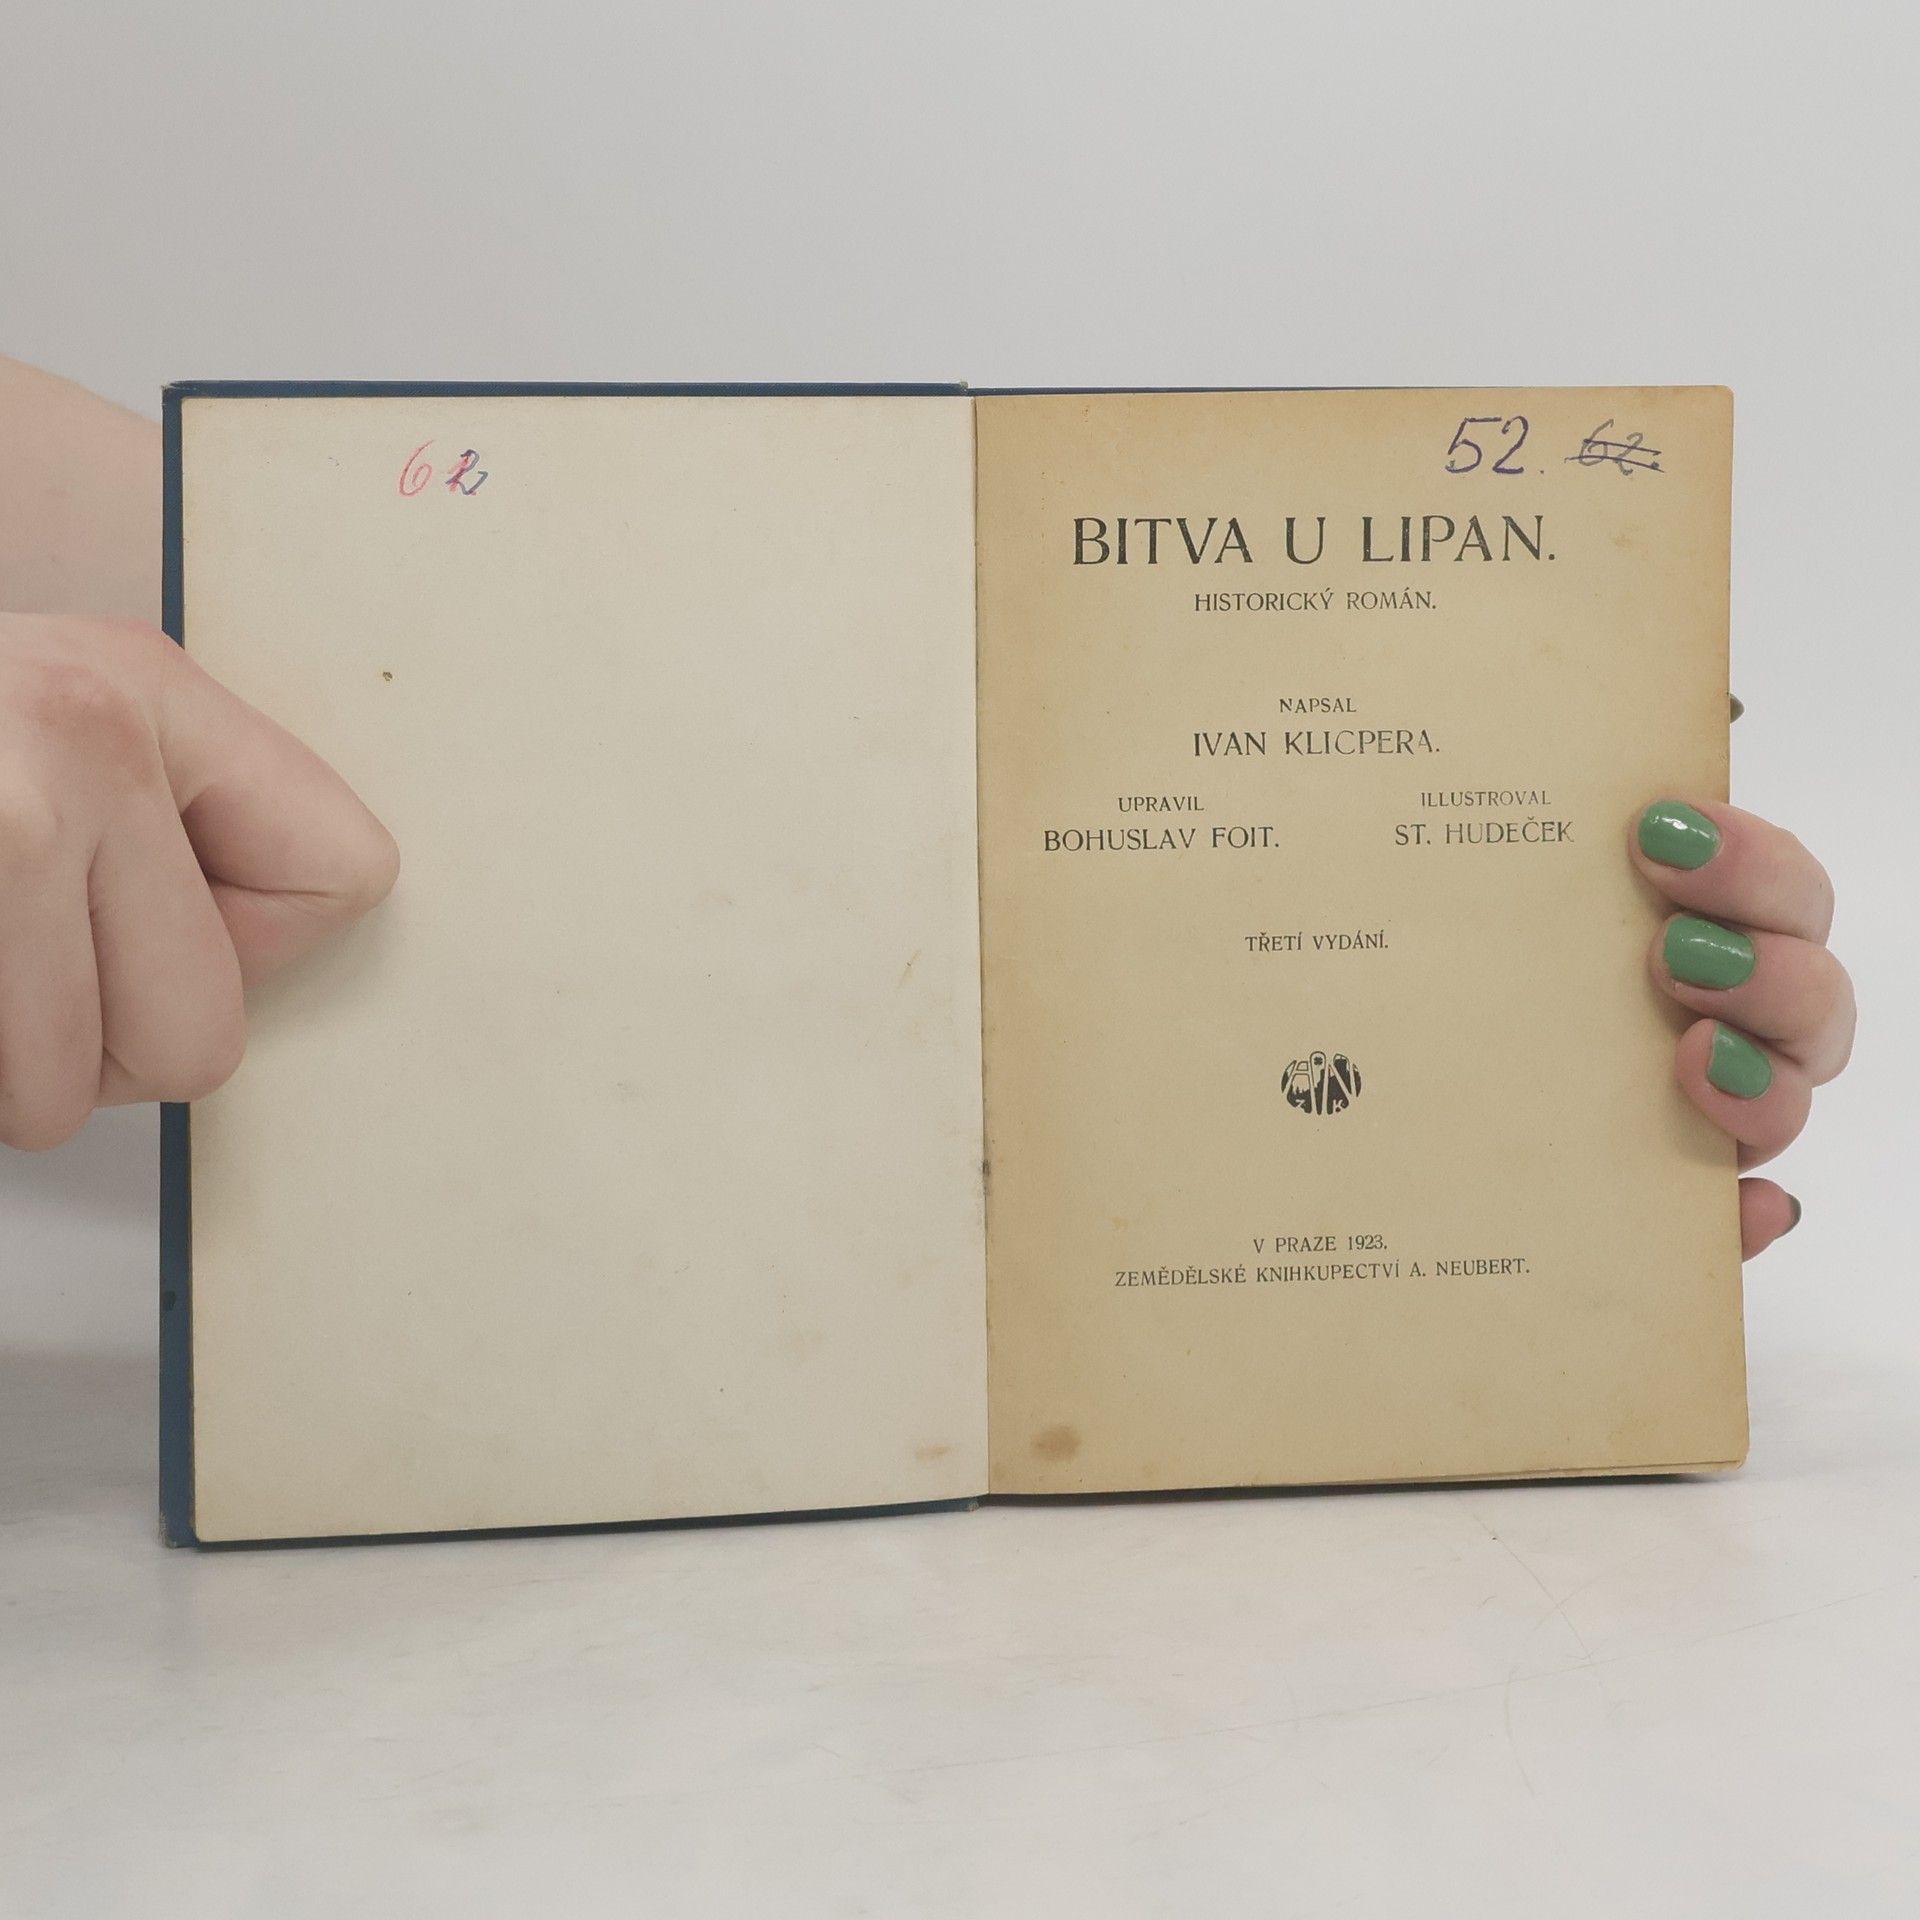 62
52. 62.
BITVA U LIPAN.
HISTORICKÝ ROMÁN.
NAPSAL
IVAN KLICPERA.
UPRAVIL
BOHUSLAV FOIT.
ILLUSTROVAL
ST. HUDEČEK
TŘETÍ VYDÁNÍ.
Z K
V PRAZE 1923.
ZEMĚDĚLSKÉ KNIHKUPECTVÍ A. NEUBERT.